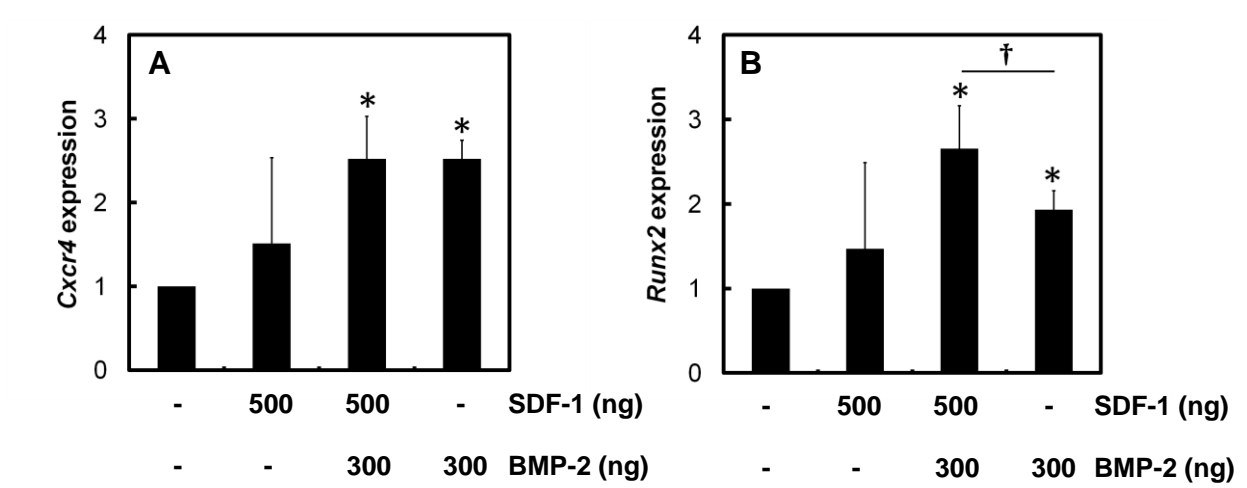 A
B
4
3
2
1
0
Cxcr4 expression
*
*
- 500 500 - SDF-1 (ng)
- - 300 300 BMP-2 (ng)
4
3
2
1
0
Runx2 expression
†
*
*
- 500 500 - SDF-1 (ng)
- - 300 300 BMP-2 (ng)